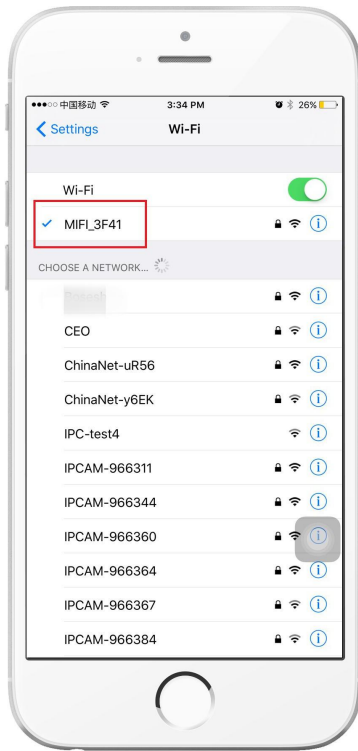 中国移动 3:34 PM 26%
Settings Wi-Fi
Wi-Fi
MIFI_3F41
CHOOSE A NETWORK...
CEO
ChinaNet-uR56
ChinaNet-y6EK
IPC-test4
IPCAM-966311
IPCAM-966344
IPCAM-966360
IPCAM-966364
IPCAM-966367
IPCAM-966384